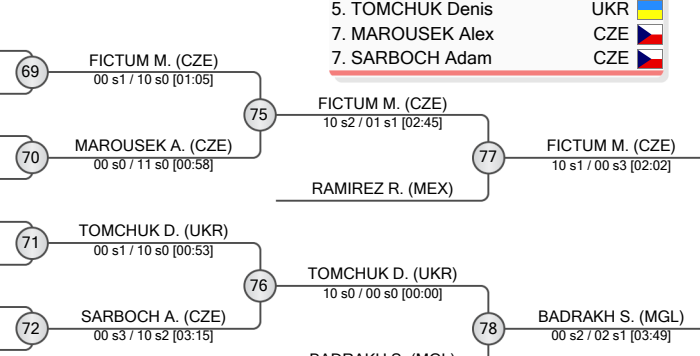 5. TOMCHUK Denis UKR
7. MAROUSEK Alex CZE
7. SARBOCH Adam CZE
69
FICTUM M. (CZE)
00 s1 / 10 s0 [01:05]
75
FICTUM M. (CZE)
10 s2 / 01 s1 [02:45]
70
MAROUSEK A. (CZE)
00 s0 / 11 s0 [00:58]
77
FICTUM M. (CZE)
10 s1 / 00 s3 [02:02]
RAMIREZ R. (MEX)
71
TOMCHUK D. (UKR)
00 s1 / 10 s0 [00:53]
76
TOMCHUK D. (UKR)
10 s0 / 00 s0 [00:00]
72
SARBOCH A. (CZE)
00 s3 / 10 s2 [03:15]
78
BADRAKH S. (MGL)
00 s2 / 02 s1 [03:49]
BADRAKH S. (MGL)